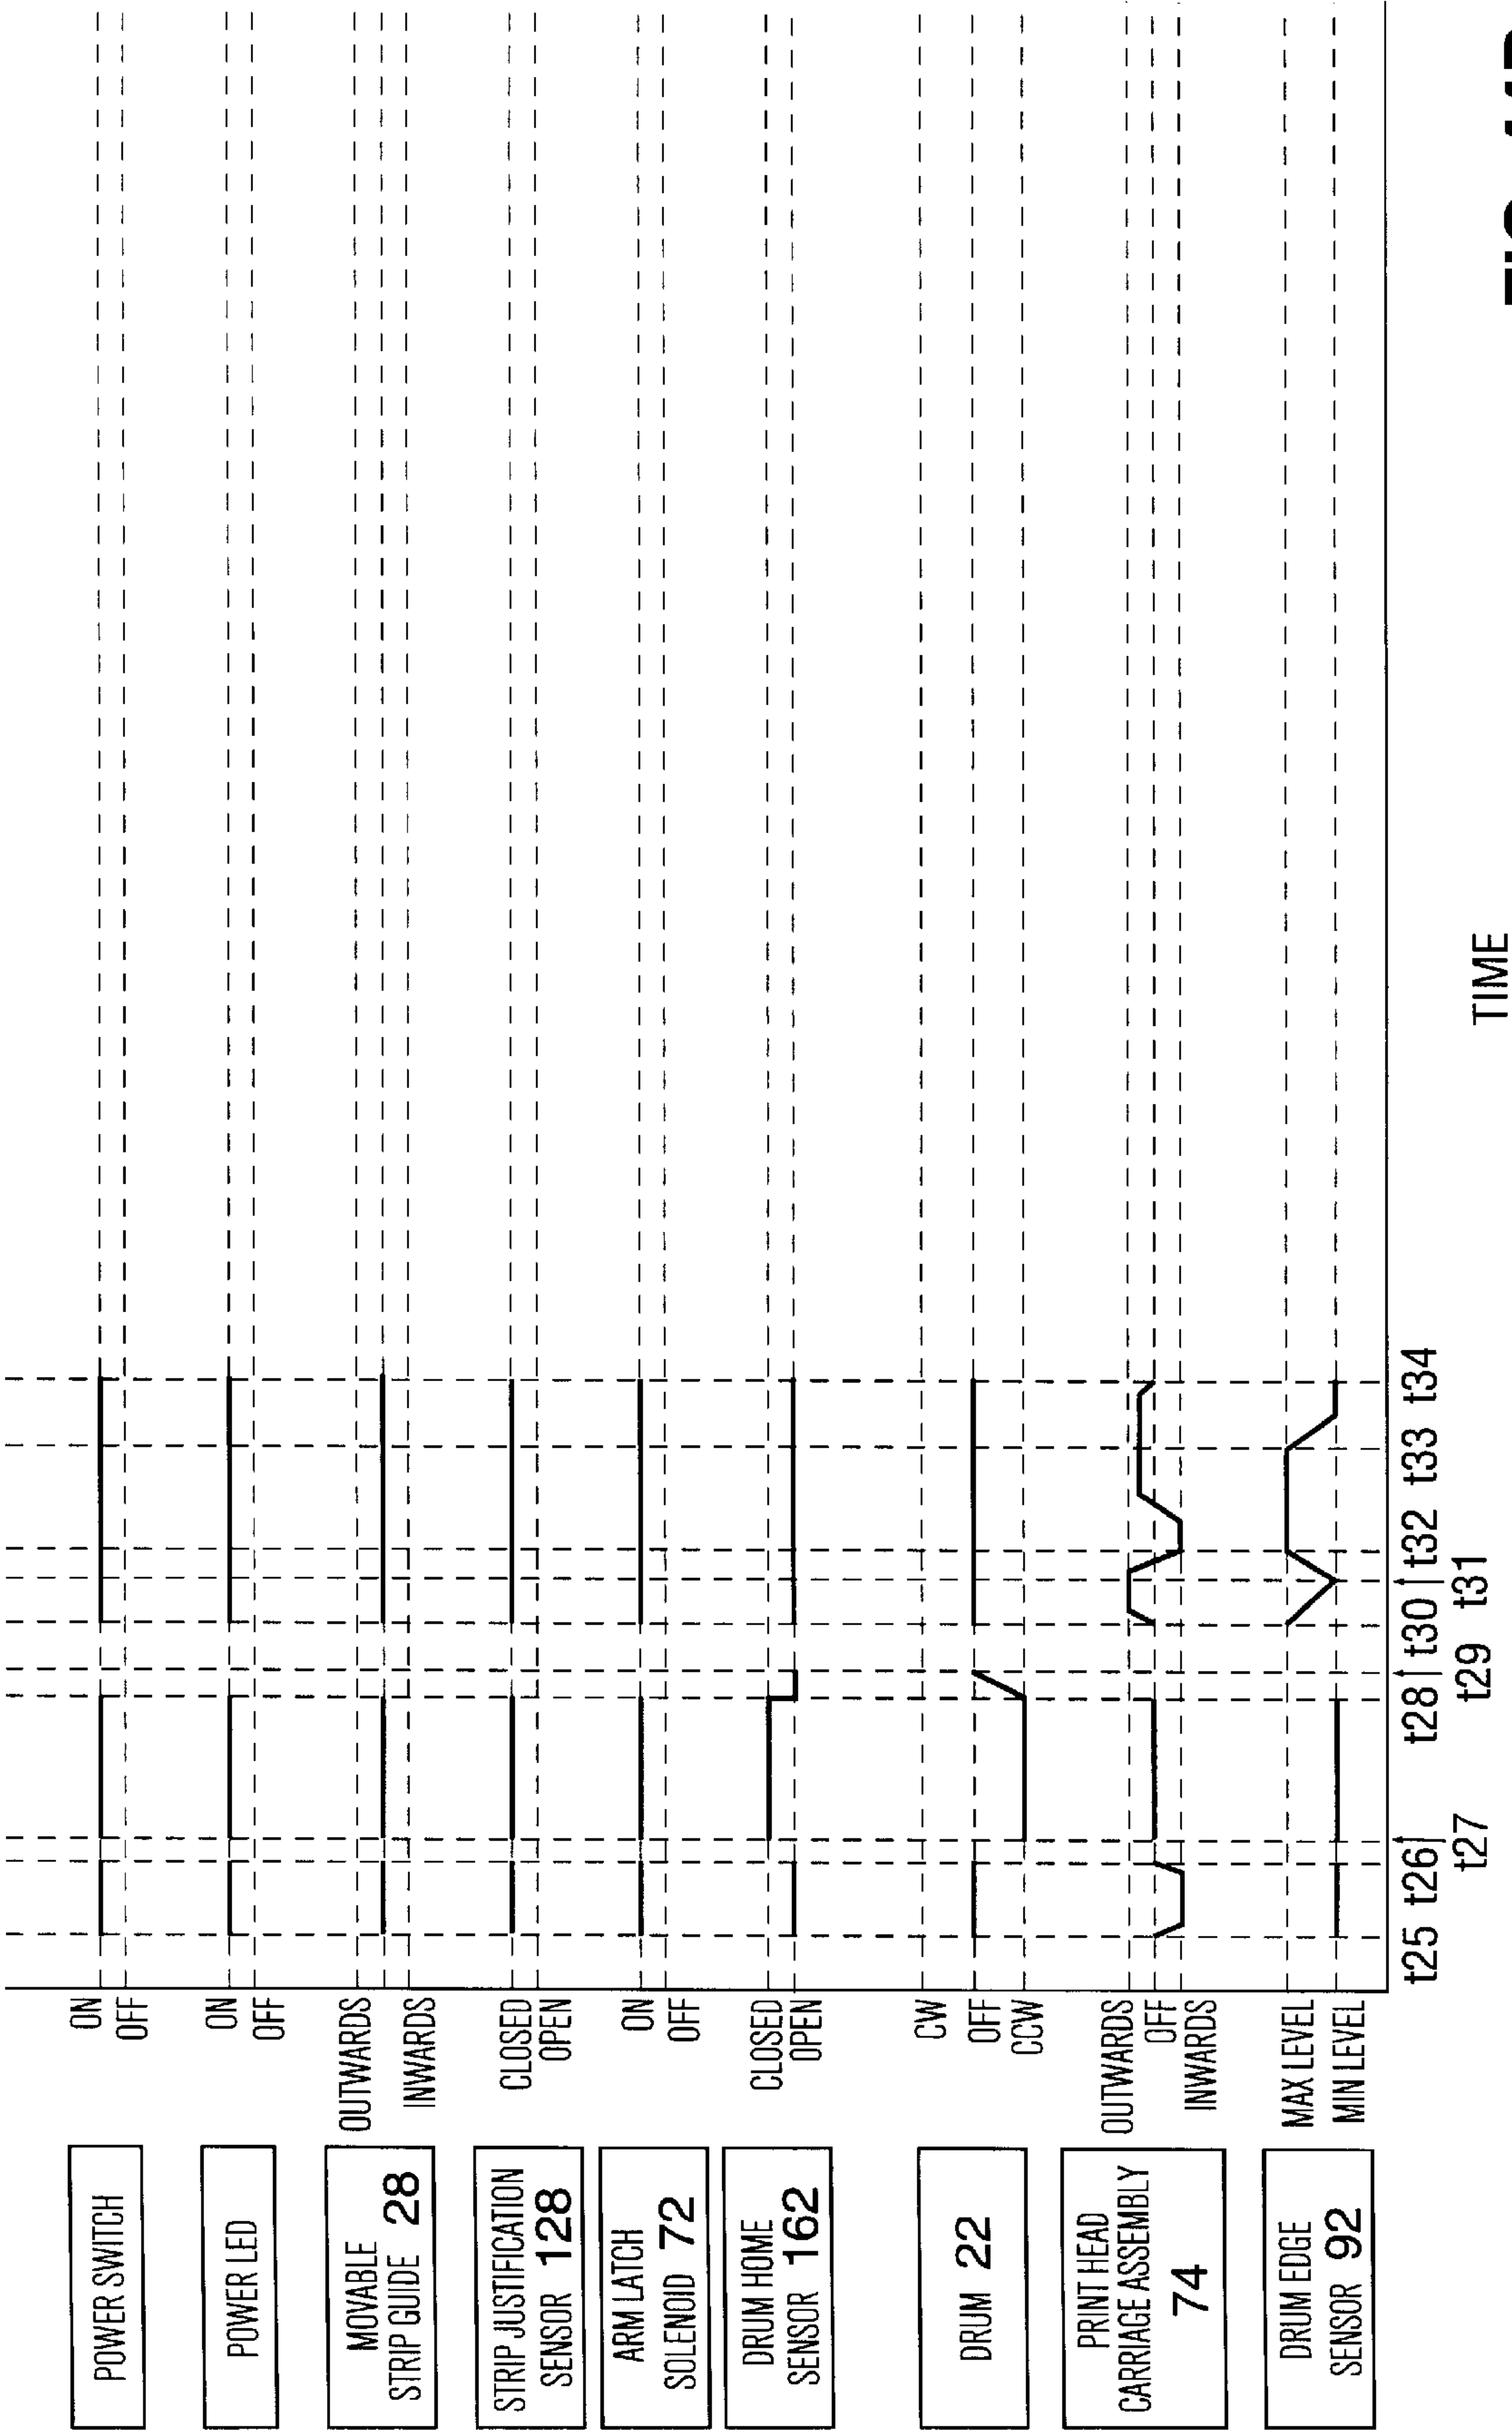 POWER SWITCH
ON
OFF
POWER LED
ON
OFF
MOVABLE
STRIP GUIDE 28
OUTWARDS
INWARDS
STRIP JUSTIFICATION
SENSOR 128
CLOSED
OPEN
ARM LATCH
SOLENOID 72
ON
OFF
DRUM HOME
SENSOR 162
CLOSED
OPEN
DRUM 22
CW
OFF
CCW
PRINT HEAD
CARRIAGE ASSEMBLY
74
OUTWARDS
OFF
INWARDS
DRUM EDGE
SENSOR 92
MAX LEVEL
MIN LEVEL
t25 t26 t28 t30 t32 t33 t34
t27 t29 t31
TIME